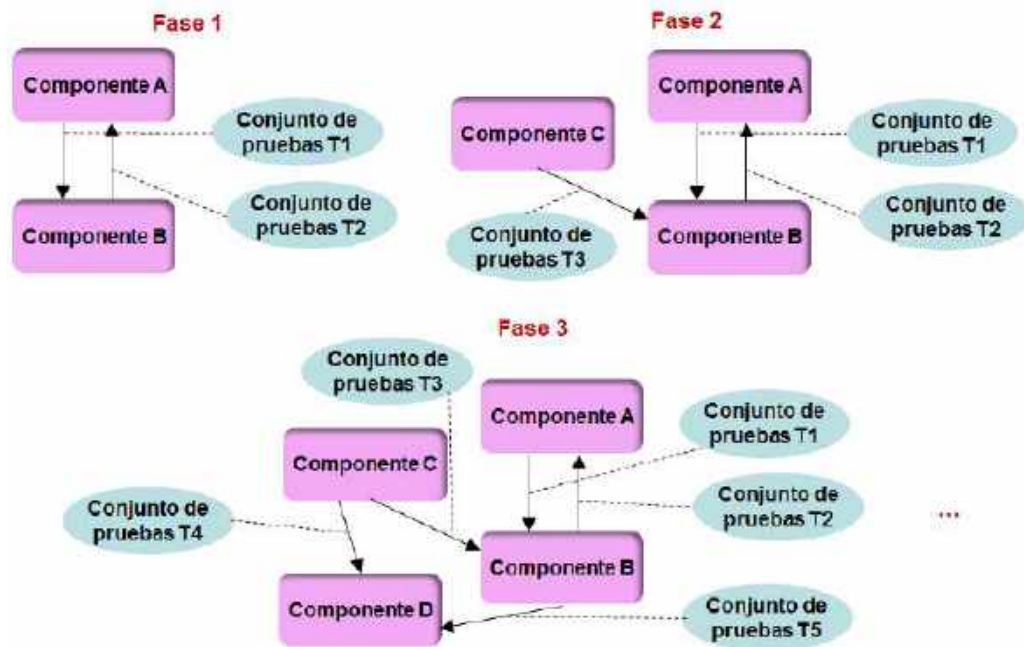 Fase 1
Componente A
Conjunto de
pruebas T1
Conjunto de
pruebas T2
Componente B
Fase 2
Componente A
Componente C
Conjunto de
pruebas T1
Conjunto de
pruebas T2
Componente B
Conjunto de
pruebas T3
Fase 3
Conjunto de
pruebas T3
Componente A
Conjunto de
pruebas T1
Componente C
Conjunto de
pruebas T4
Conjunto de
pruebas T2
...
Componente B
Componente D
Conjunto de
pruebas T5